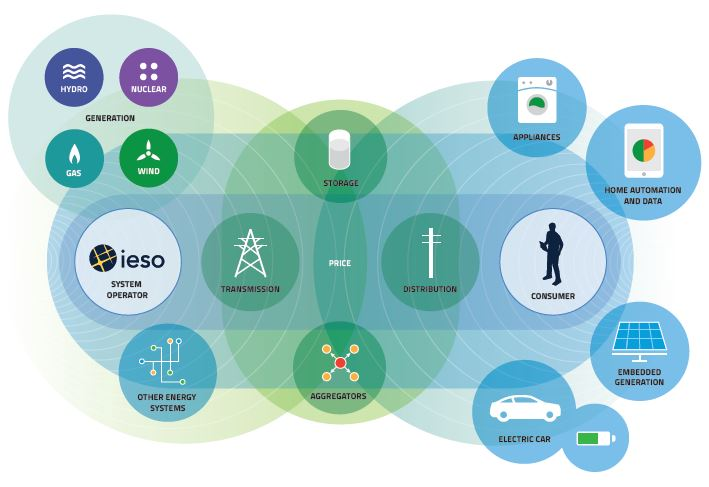 HYDRO
NUCLEAR
GENERATION
GAS
WIND
STORAGE
APPLIANCES
HOME AUTOMATION
AND DATA
ieso
SYSTEM
OPERATOR
TRANSMISSION
PRICE
DISTRIBUTION
CONSUMER
OTHER ENERGY
SYSTEMS
AGGREGATORS
EMBEDDED
GENERATION
ELECTRIC CAR